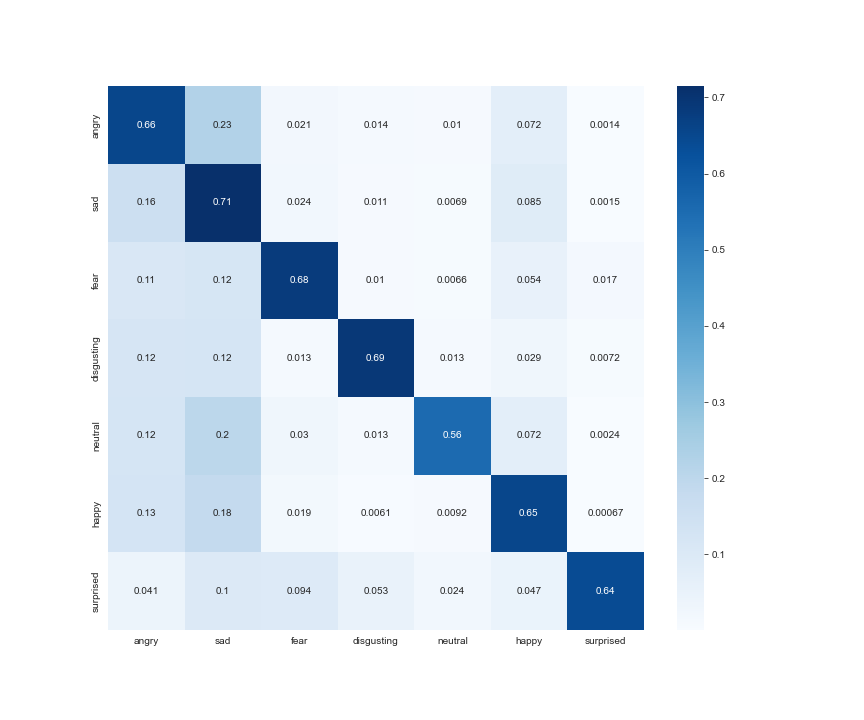 angry 0.66 0.23 0.021 0.014 0.01 0.072 0.0014
sad 0.16 0.71 0.024 0.011 0.0069 0.085 0.0015
fear 0.11 0.12 0.68 0.01 0.0066 0.054 0.017
disgusting 0.12 0.12 0.013 0.69 0.013 0.029 0.0072
neutral 0.12 0.2 0.03 0.013 0.56 0.072 0.0024
happy 0.13 0.18 0.019 0.0061 0.0092 0.65 0.00067
surprised 0.041 0.1 0.094 0.053 0.024 0.047 0.64
angry sad fear disgusting neutral happy surprised
0.7
0.6
0.5
0.4
0.3
0.2
0.1